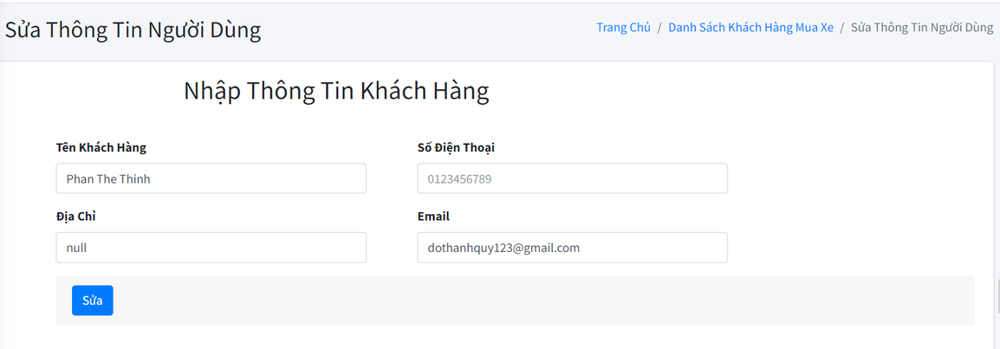 Sửa Thông Tin Người Dùng
Trang Chủ / Danh Sách Khách Hàng Mua Xe / Sửa Thông Tin Người Dùng
Nhập Thông Tin Khách Hàng
Tên Khách Hàng
Số Điện Thoại
Phan The Thinh
0123456789
Địa Chỉ
Email
null
dothanhquy123@gmail.com
Sửa